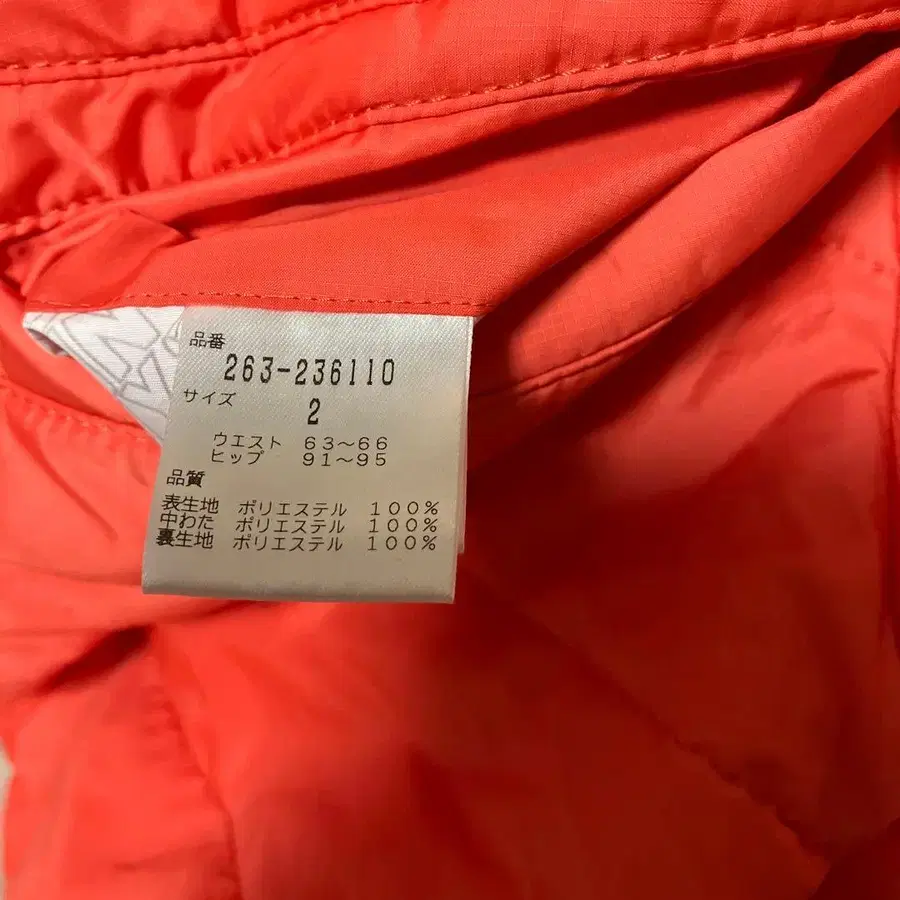 品番
263-236110
サイズ
2
ウエスト 63〜66
ヒップ 91〜95
品質
表生地 ポリエステル 100%
中わた ポリエステル 100%
裏生地 ポリエステル 100%